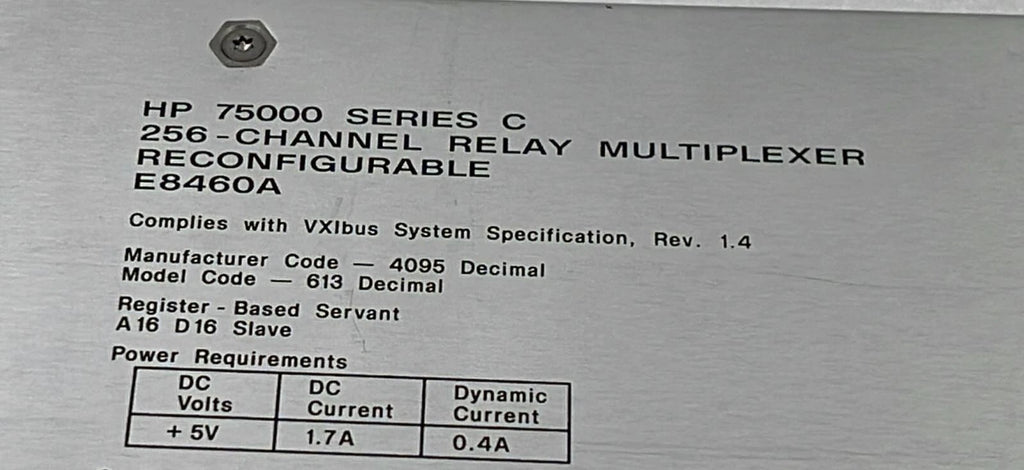 HP 75000 SERIES C
256-CHANNEL RELAY MULTIPLEXER
RECONFIGURABLE
E8460A
Complies with VXIbus System Specification, Rev. 1.4
Manufacturer Code — 4095 Decimal
Model Code — 613 Decimal
Register-Based Servant
A16 D16 Slave
Power Requirements
DC Volts DC Current Dynamic Current
+ 5V 1.7A 0.4A